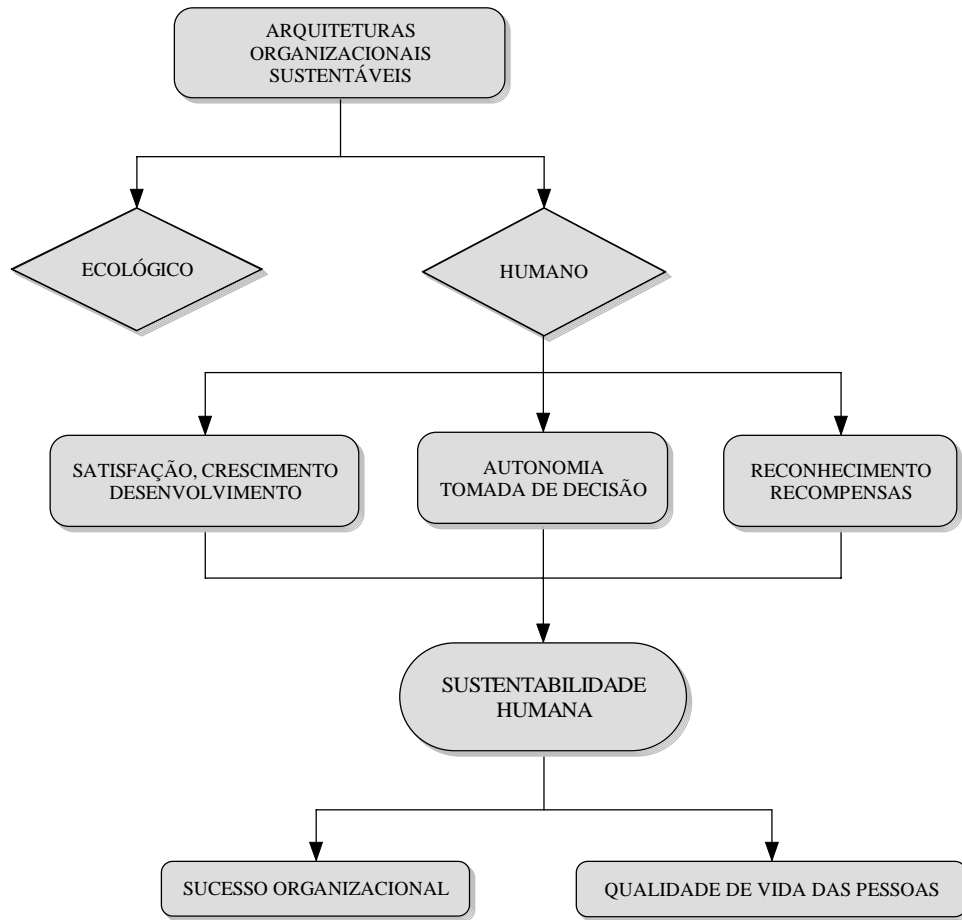 ARQUITETURAS
ORGANIZACIONAIS
SUSTENTÁVEIS
ECOLÓGICO
HUMANO
SATISFAÇÃO, CRESCIMENTO
DESENVOLVIMENTO
AUTONOMIA
TOMADA DE DECISÃO
RECONHECIMENTO
RECOMPENSAS
SUSTENTABILIDADE
HUMANA
SUCESSO ORGANIZACIONAL
QUALIDADE DE VIDA DAS PESSOAS